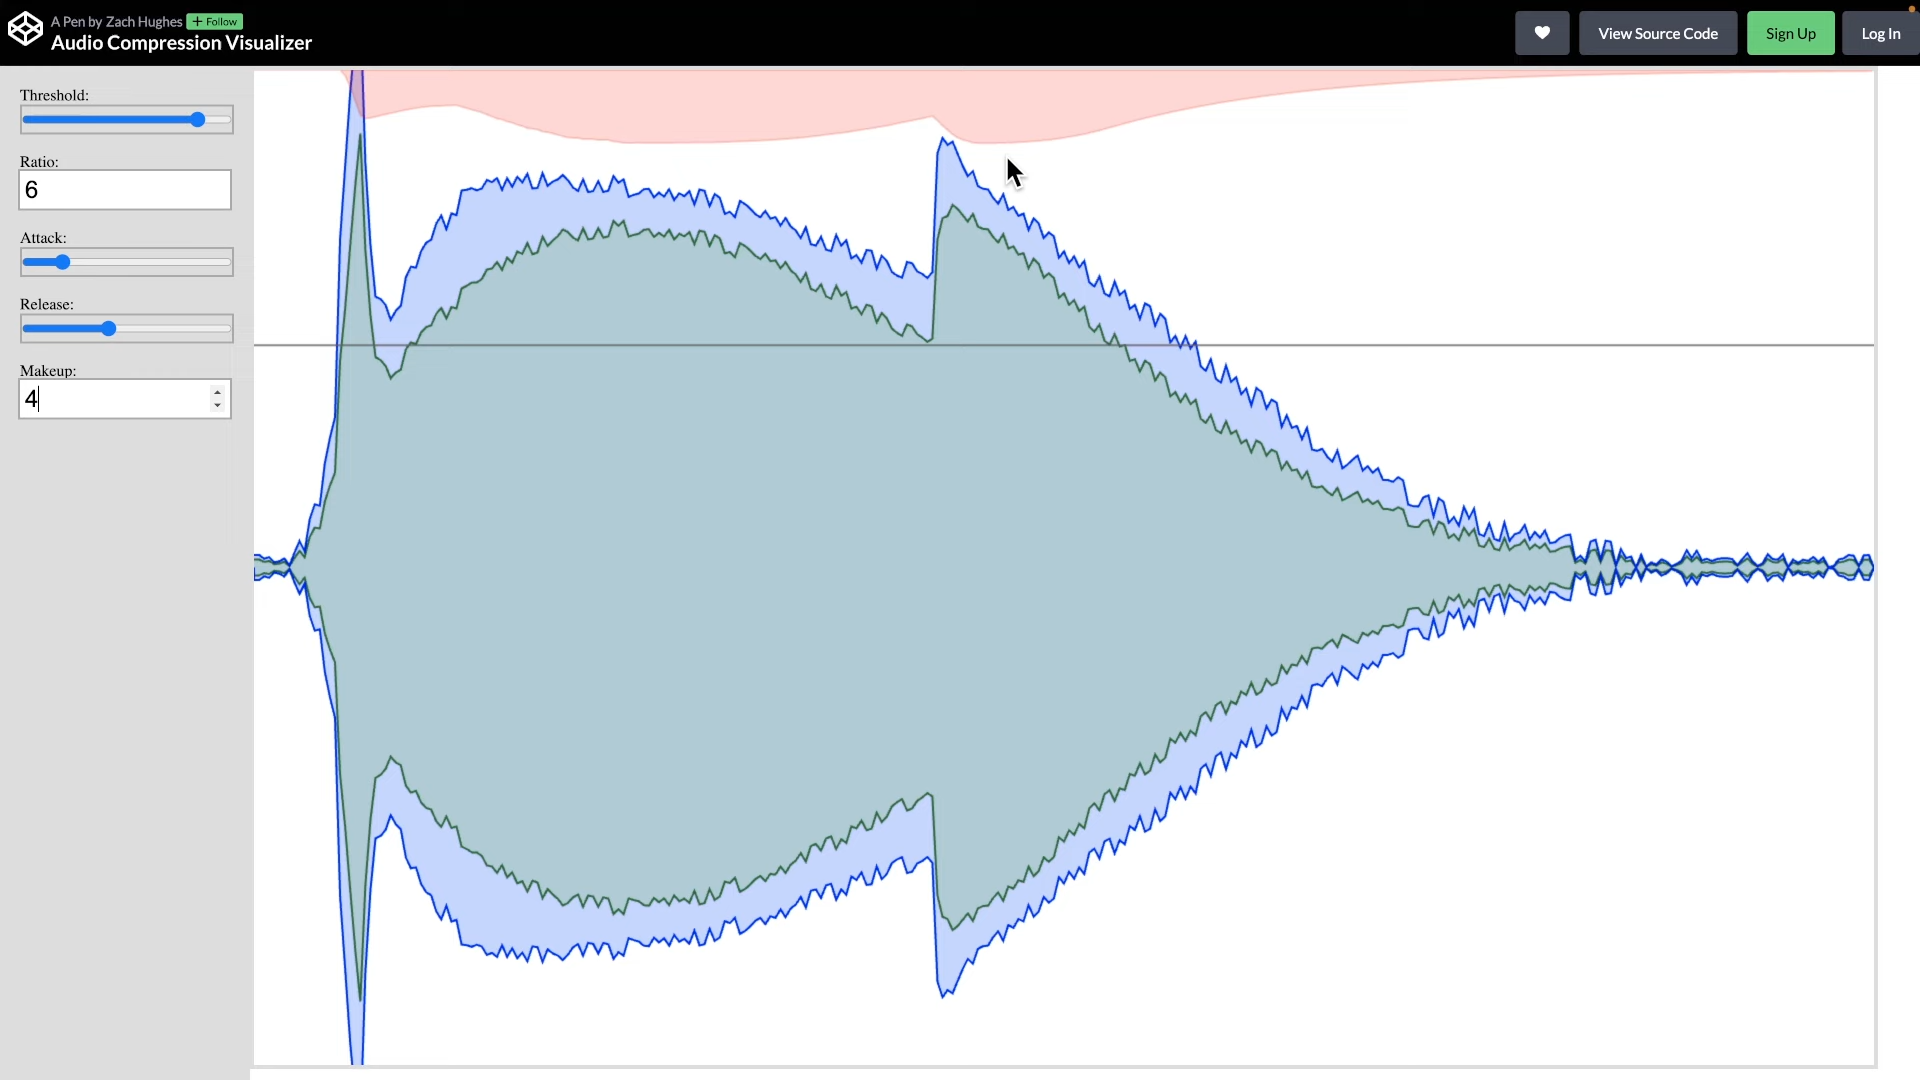 A Pen by Zach Hughes + Follow
Audio Compression Visualizer
View Source Code
Sign Up
Log In
Threshold:
Ratio:
6
Attack:
Release:
Makeup:
4